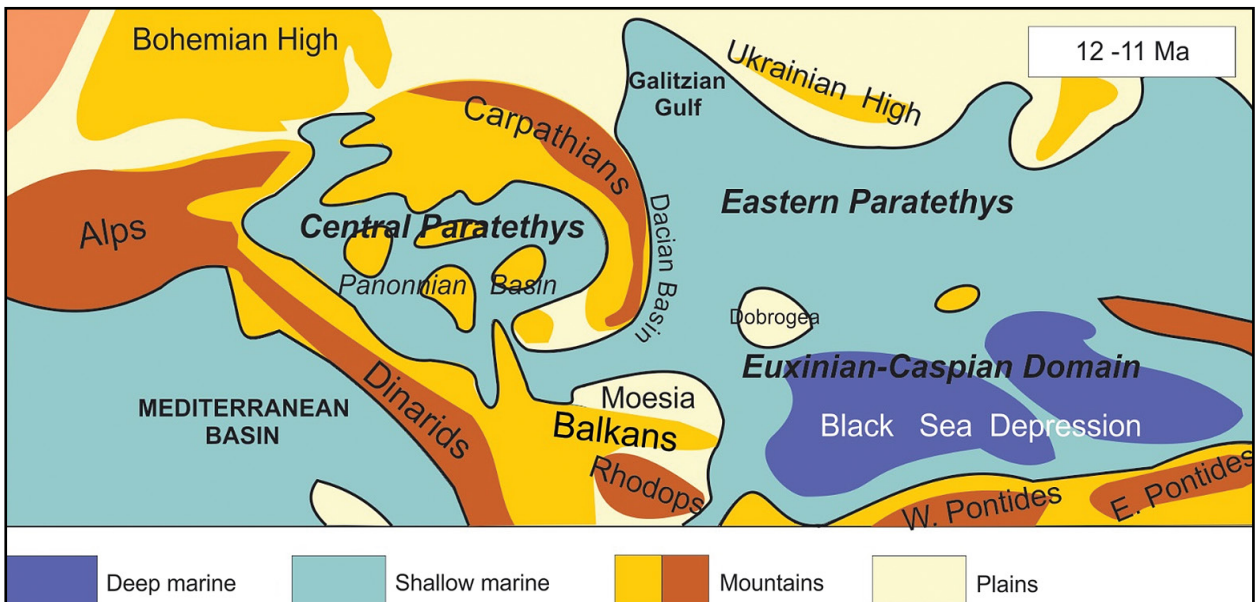 Bohemian High
12 -11 Ma
Ukrainian High
Galitzian
Gulf
Carpathians
Eastern Paratethys
Alps
Central Paratethys
Dacian Basin
Panonnian Basin
Dobrogea
Euxinian-Caspian Domain
Dinarids
Moesia
MEDITERRANEAN
BASIN
Balkans
Black Sea Depression
Rhodops
W. Pontides
E. Pontides
Deep marine
Shallow marine
Mountains
Plains